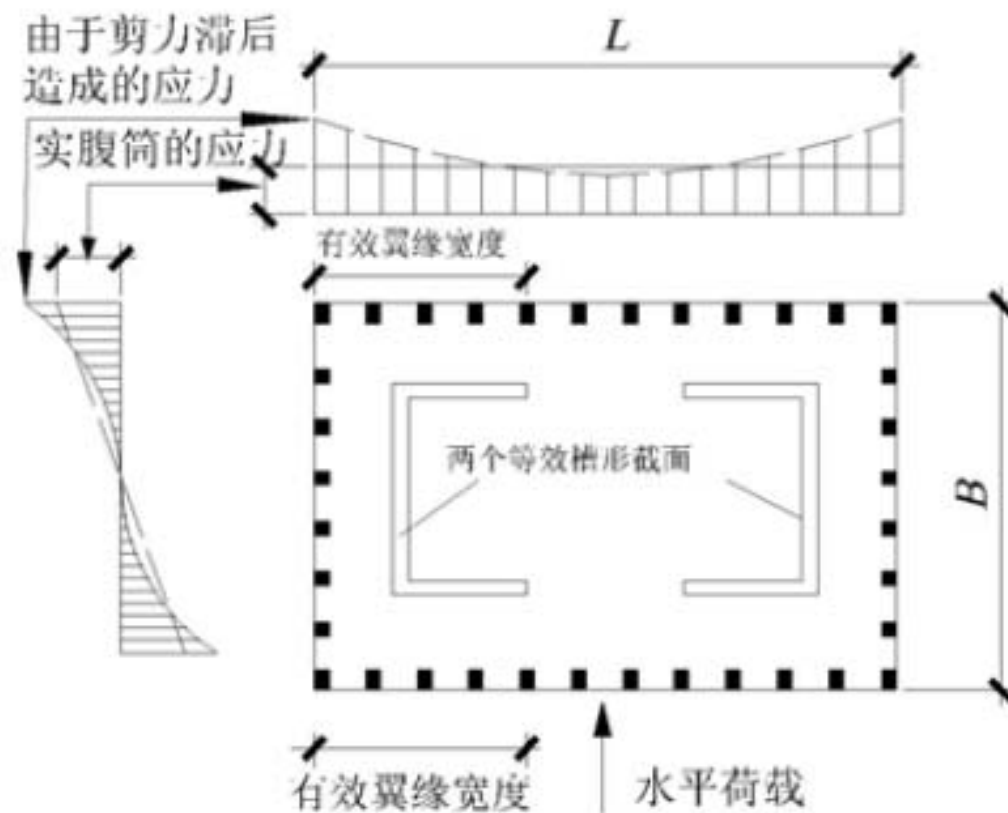 由于剪力滞后
造成的应力
L
实腹筒的应力
有效翼缘宽度
两个等效槽形截面
B
有效翼缘宽度
水平荷载